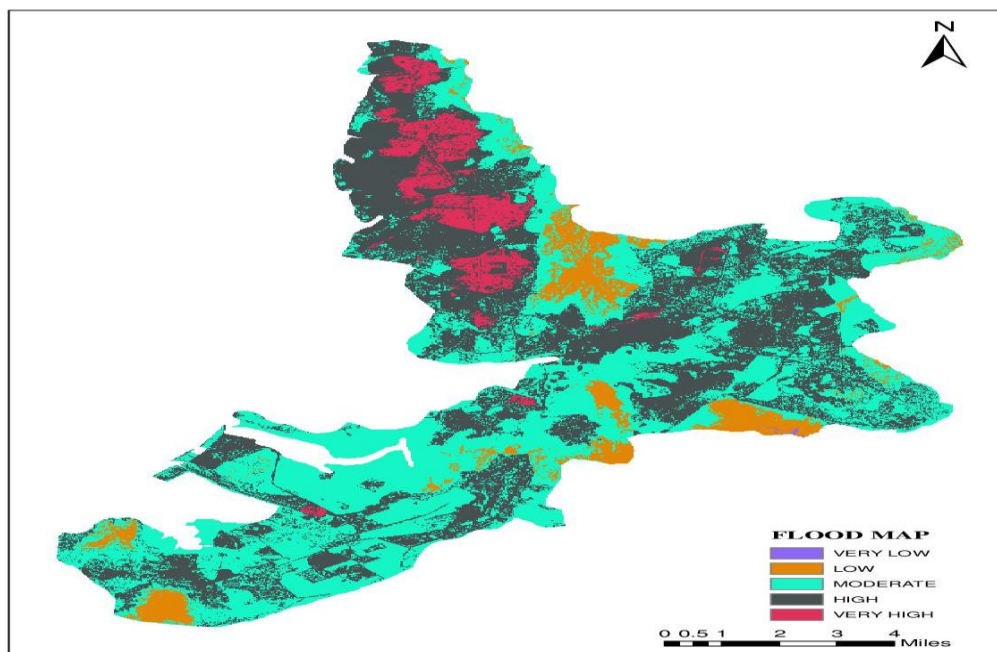 N
FLOOD MAP
VERY LOW
LOW
MODERATE
HIGH
VERY HIGH
0 0.5 1 2 3 4
Miles